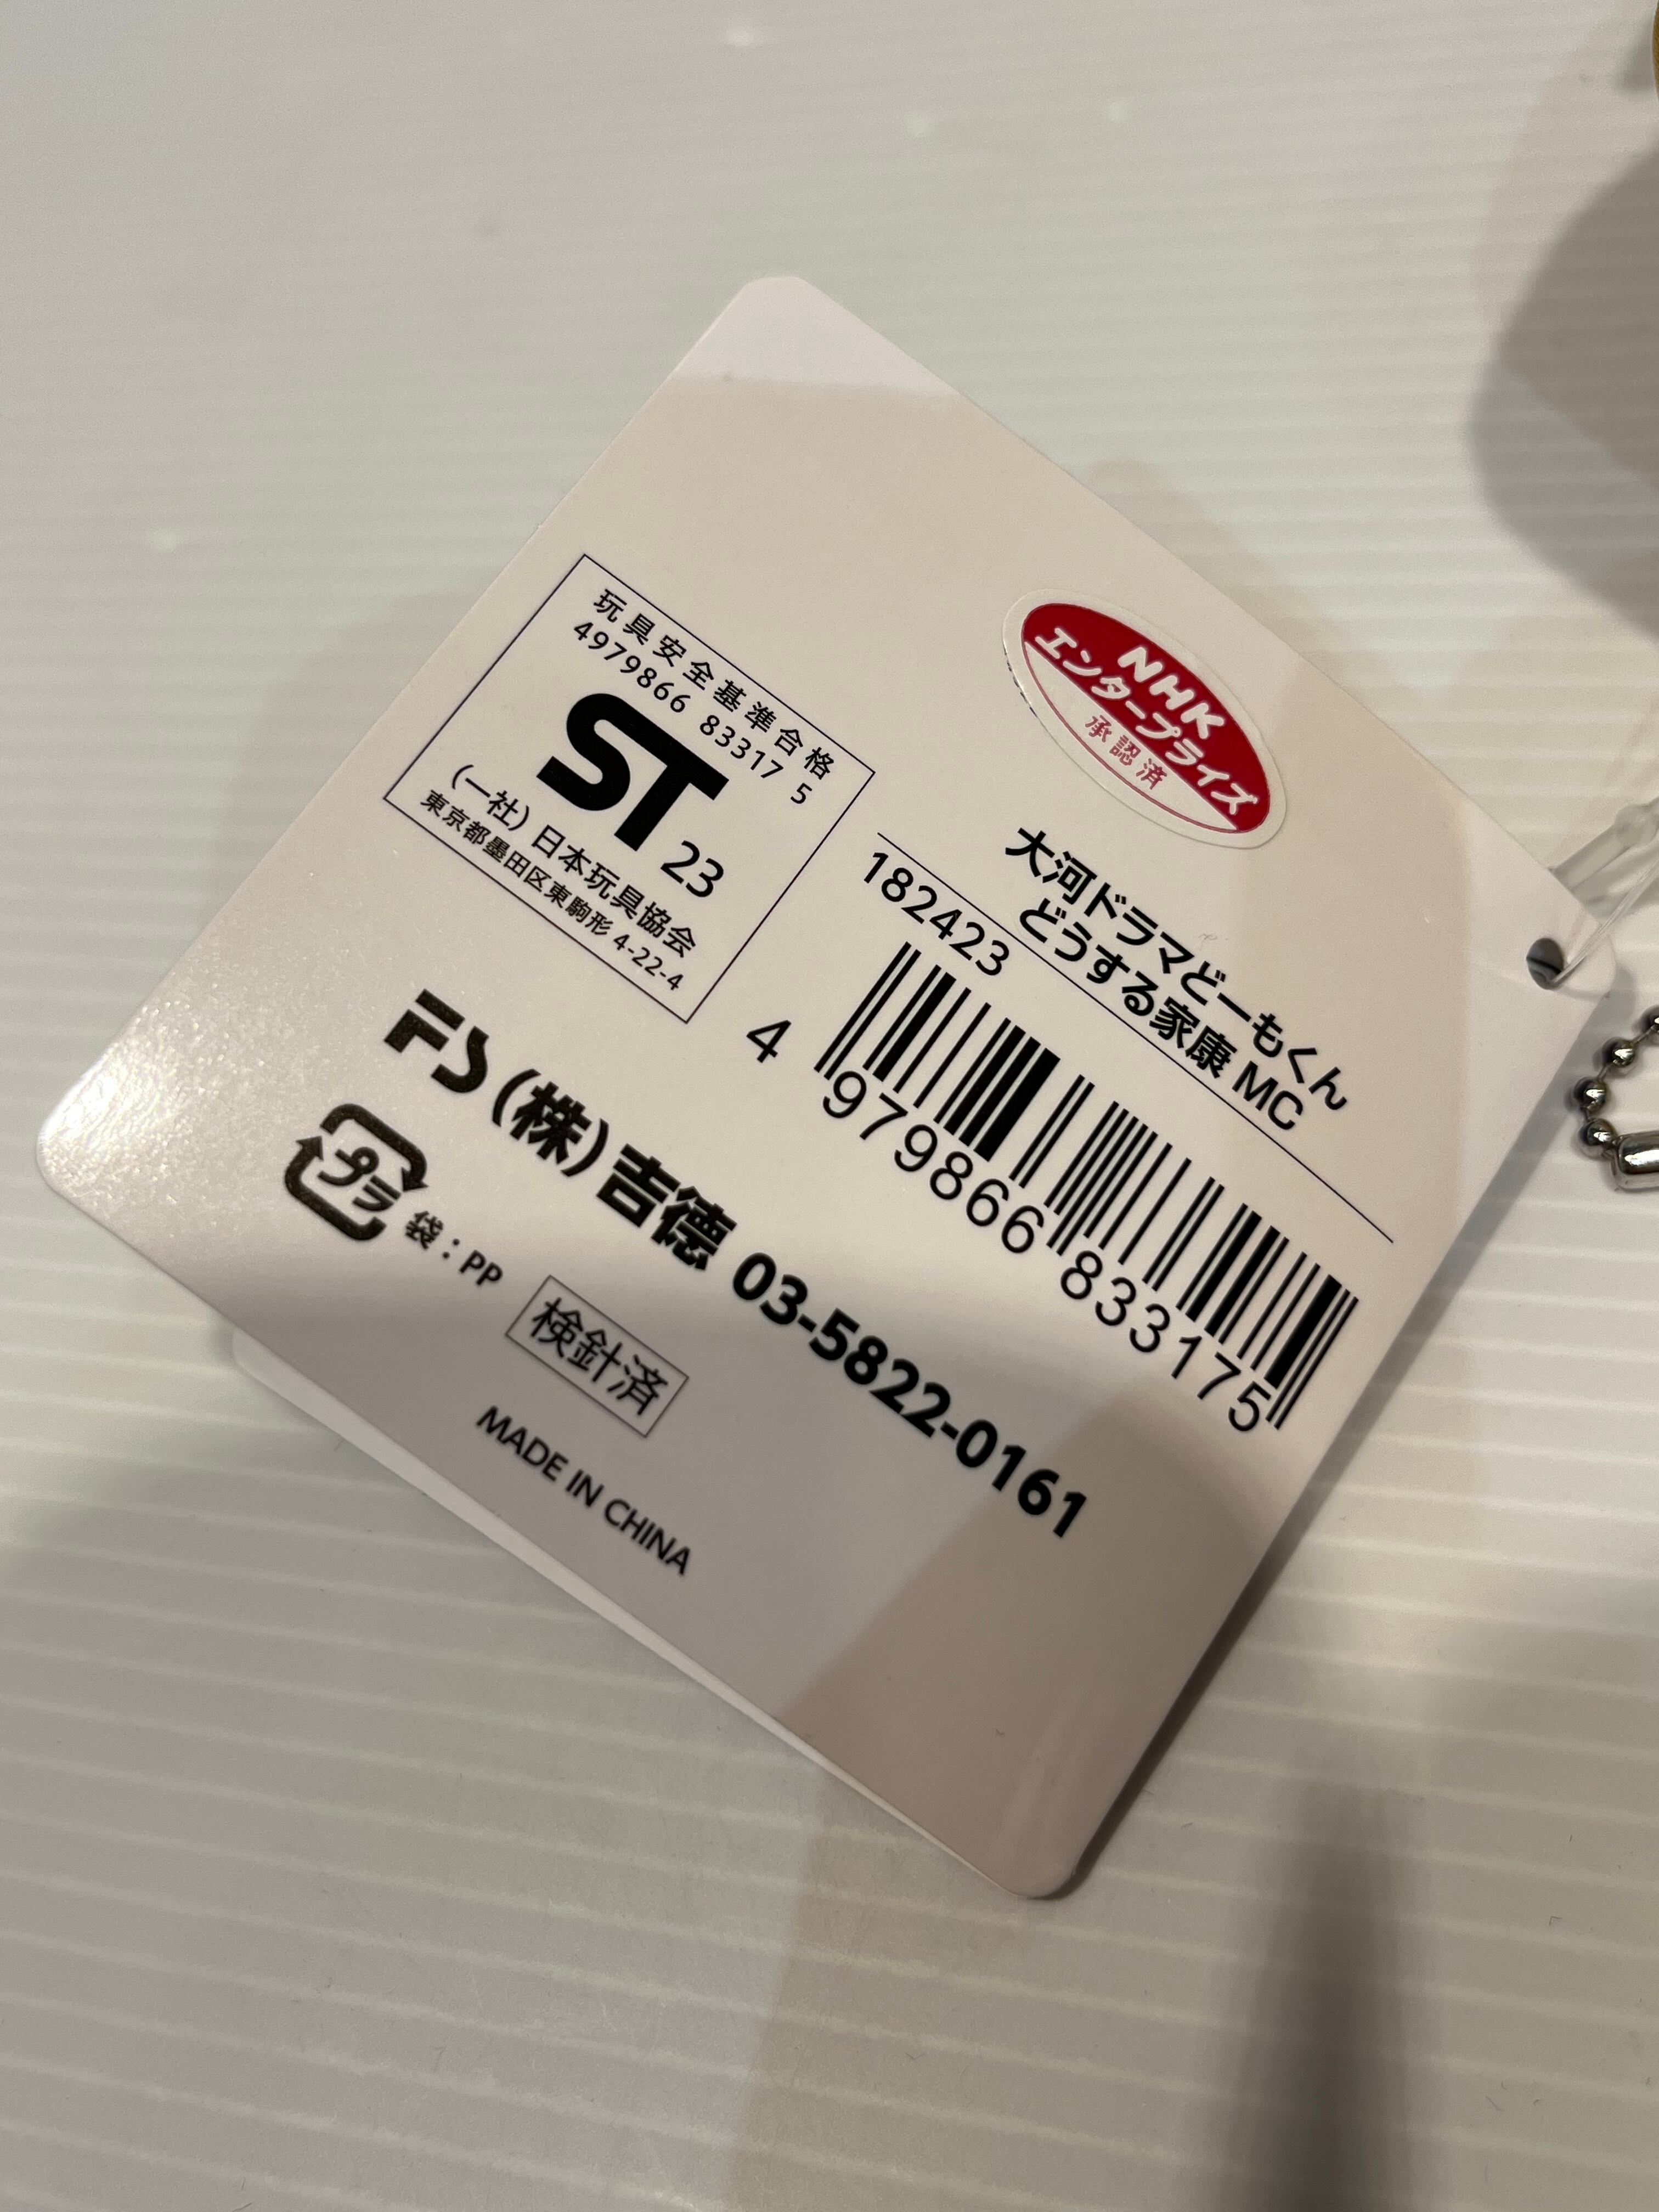 NHK
エンタープライズ
承認済
大河ドラマどーもくん
どうする家康 MC
182423
4 979866 833175
玩具安全基準合格
4979866 83317 5
ST 23
(一社) 日本玩具協会
東京都墨田区東駒形 4-22-4
FS (株) 吉徳 03-5822-0161
プラ 袋：PP
検針済
MADE IN CHINA